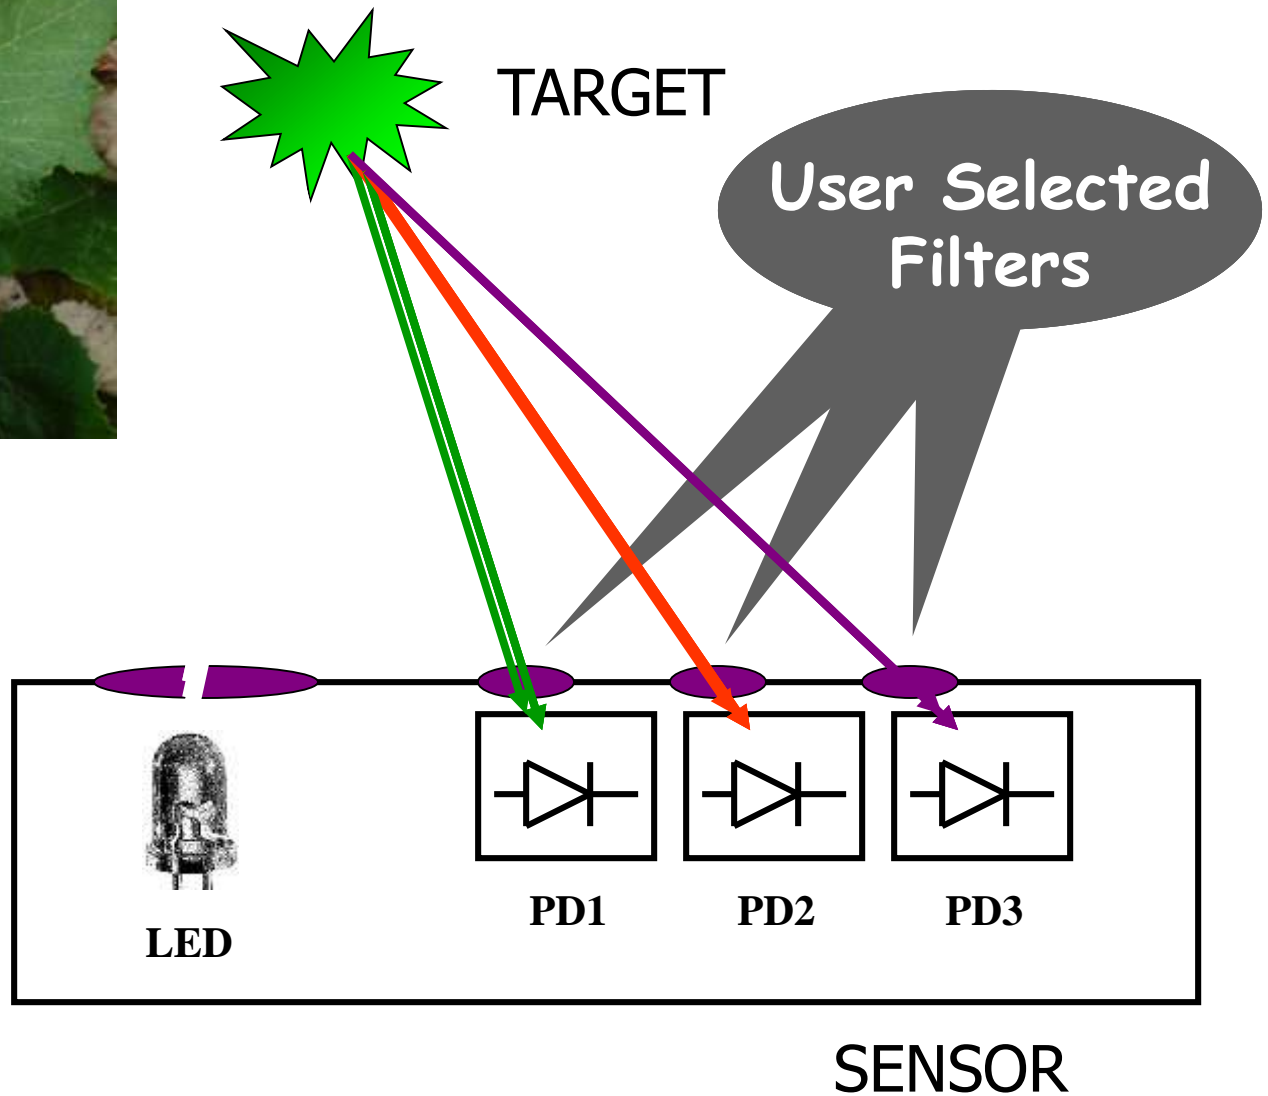 TARGET
User Selected
Filters
PD1
PD2
PD3
LED
SENSOR